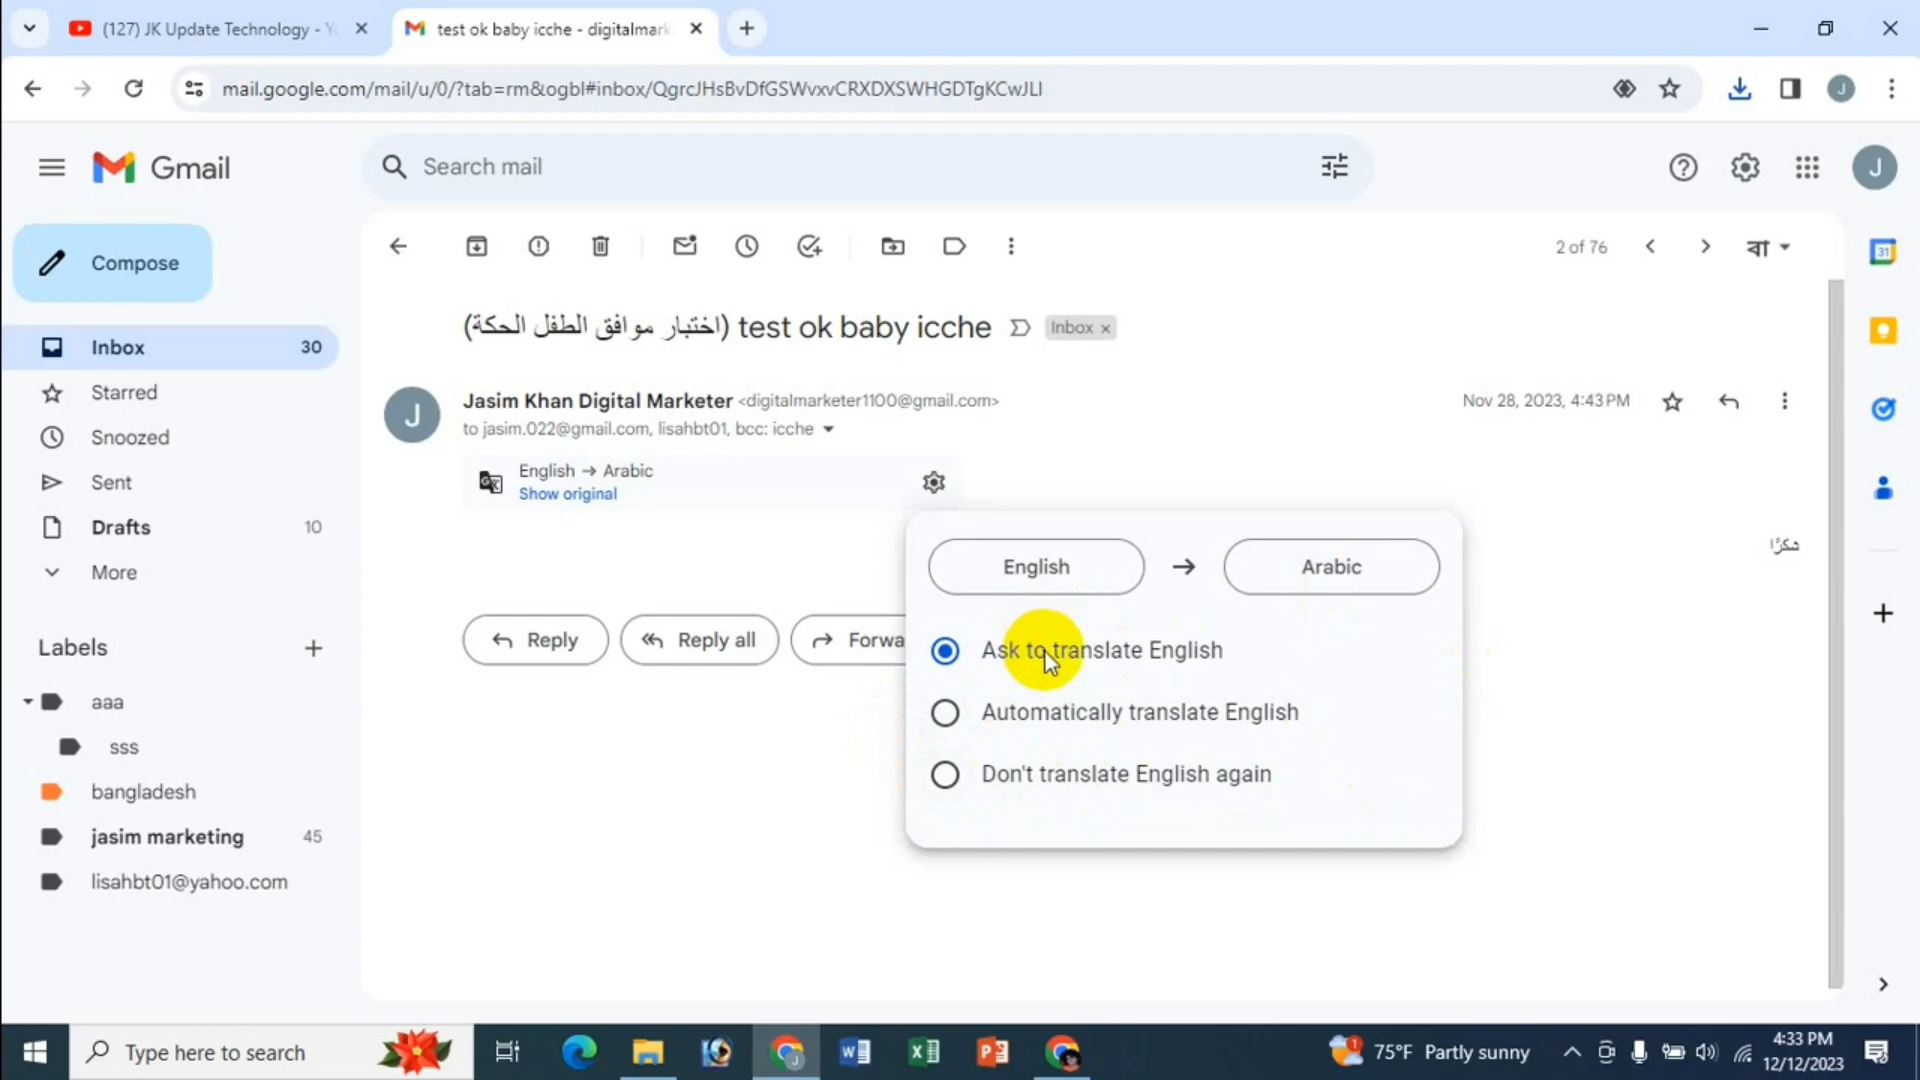 (127) JK Update Technology - Yo
test ok baby icche - digitalmark
mail.google.com/mail/u/0/?tab=rm&ogbl#inbox/QgrcJHsBvDfGSWvxvCRXDXSWHGDTgKCwJLl
J
Gmail
Search mail
J
Compose
2 of 76
বা
31
Inbox 30
Starred
Snoozed
Sent
Drafts 10
More
Labels
aaa
sss
bangladesh
jasim marketing 45
lisahbt01@yahoo.com
(اختبار موافق الطفل الحكة) test ok baby icche
Inbox ×
J
Jasim Khan Digital Marketer <digitalmarketer1100@gmail.com>
Nov 28, 2023, 4:43 PM
to jasim.022@gmail.com, lisahbt01, bcc: icche
English → Arabic
Show original
شكرًا
English → Arabic
Ask to translate English
Automatically translate English
Don't translate English again
Reply
Reply all
Forwa
Type here to search
75°F Partly sunny
4:33 PM
12/12/2023